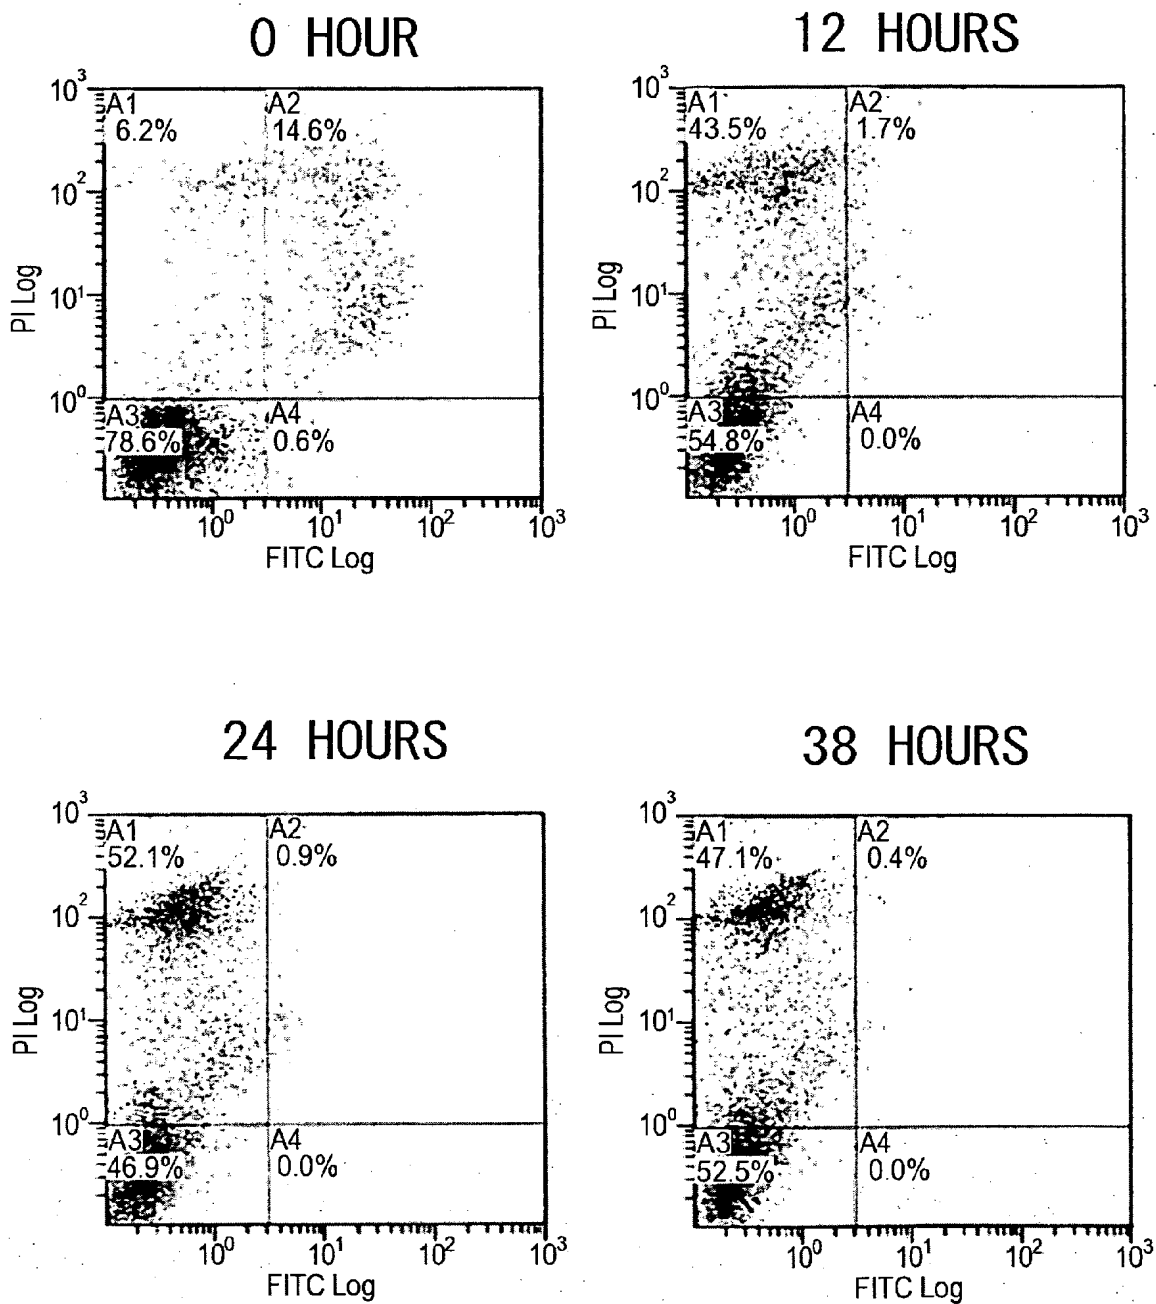 0 HOUR
10³
A1
6.2%
A2
14.6%
10²
10¹
10⁰
PI Log
A3
78.6%
A4
0.6%
10⁰ 10¹ 10² 10³
FITC Log
12 HOURS
10³
A1
43.5%
A2
1.7%
10²
10¹
10⁰
PI Log
A3
54.8%
A4
0.0%
10⁰ 10¹ 10² 10³
FITC Log
24 HOURS
10³
A1
52.1%
A2
0.9%
10²
10¹
10⁰
PI Log
A3
46.9%
A4
0.0%
10⁰ 10¹ 10² 10³
FITC Log
38 HOURS
10³
A1
47.1%
A2
0.4%
10²
10¹
10⁰
PI Log
A3
52.5%
A4
0.0%
10⁰ 10¹ 10² 10³
FITC Log